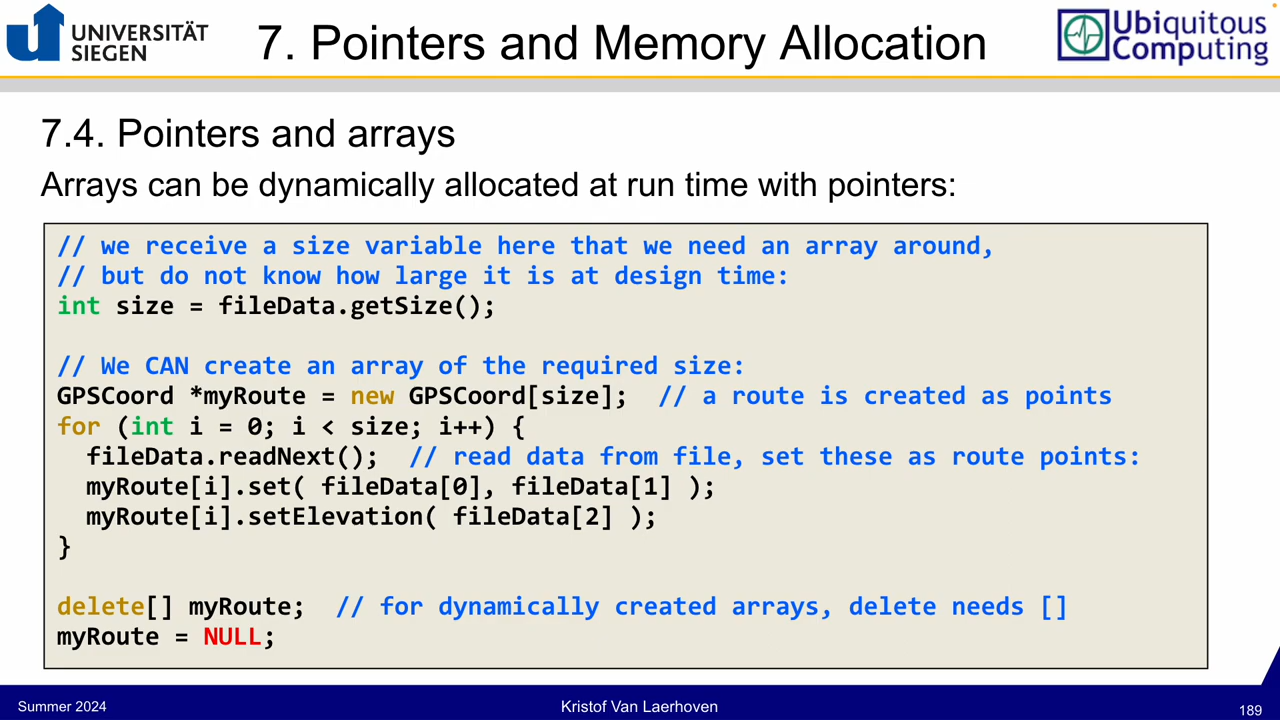 UNIVERSITÄT
SIEGEN
7. Pointers and Memory Allocation
Ubiquitous
Computing
7.4. Pointers and arrays
Arrays can be dynamically allocated at run time with pointers:
// we receive a size variable here that we need an array around,
// but do not know how large it is at design time:
int size = fileData.getSize();
// We CAN create an array of the required size:
GPSCoord *myRoute = new GPSCoord[size];  // a route is created as points
for (int i = 0; i < size; i++) {
  fileData.readNext();  // read data from file, set these as route points:
  myRoute[i].set( fileData[0], fileData[1] );
  myRoute[i].setElevation( fileData[2] );
}
delete[] myRoute;  // for dynamically created arrays, delete needs []
myRoute = NULL;
Summer 2024
Kristof Van Laerhoven
189